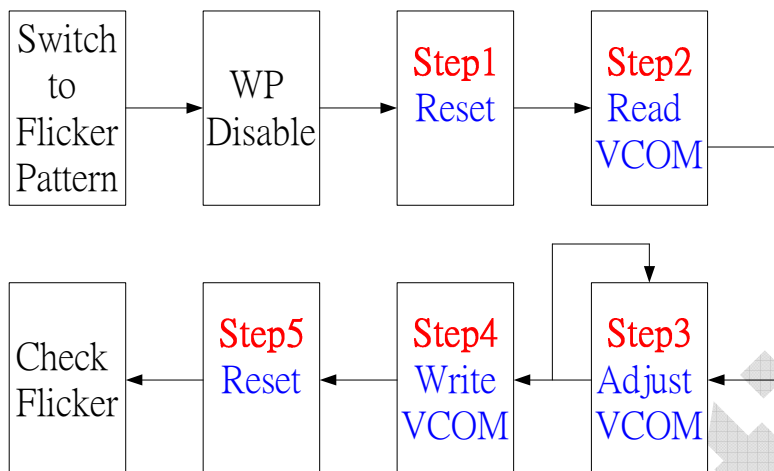 Switch
to
Flicker
Pattern
WP
Disable
Step1
Reset
Step2
Read
VCOM
Step3
Adjust
VCOM
Step4
Write
VCOM
Step5
Reset
Check
Flicker